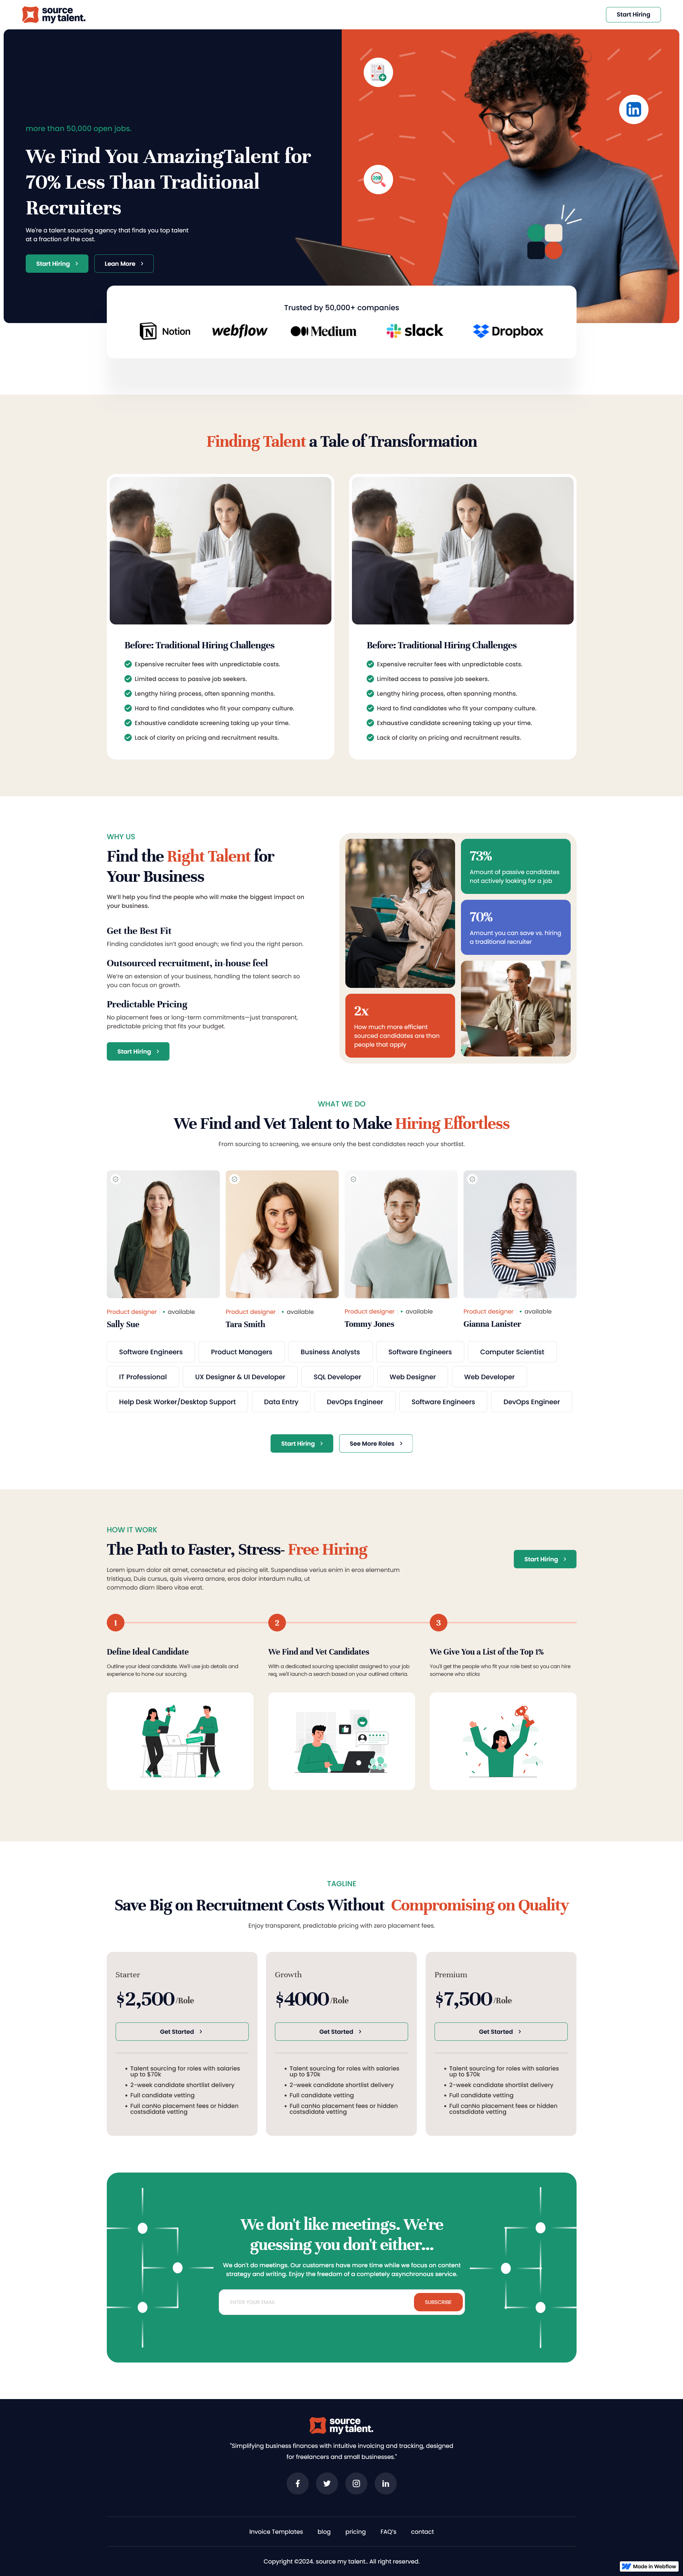 source
my talent.
Start Hiring
more than 50,000 open jobs.
We Find You AmazingTalent for
70% Less Than Traditional
Recruiters
We're a talent sourcing agency that finds you top talent
at a fraction of the cost.
Start Hiring
Lean More
Trusted by 50,000+ companies
Notion
webflow
Medium
slack
Dropbox
Finding Talent a Tale of Transformation
RESUME
RESUME
Before: Traditional Hiring Challenges
Expensive recruiter fees with unpredictable costs.
Limited access to passive job seekers.
Lengthy hiring process, often spanning months.
Hard to find candidates who fit your company culture.
Exhaustive candidate screening taking up your time.
Lack of clarity on pricing and recruitment results.
Before: Traditional Hiring Challenges
Expensive recruiter fees with unpredictable costs.
Limited access to passive job seekers.
Lengthy hiring process, often spanning months.
Hard to find candidates who fit your company culture.
Exhaustive candidate screening taking up your time.
Lack of clarity on pricing and recruitment results.
WHY US
Find the Right Talent for
Your Business
We'll help you find the people who will make the biggest impact on
your business.
Get the Best Fit
Finding candidates isn't good enough; we find you the right person.
Outsourced recruitment, in-house feel
We're an extension of your business, handling the talent search so
you can focus on growth.
Predictable Pricing
No placement fees or long-term commitments—just transparent,
predictable pricing that fits your budget.
Start Hiring
73%
Amount of passive candidates
not actively looking for a job
70%
Amount you can save vs. hiring
a traditional recruiter
2x
How much more efficient
sourced candidates are than
people that apply
WHAT WE DO
We Find and Vet Talent to Make Hiring Effortless
From sourcing to screening, we ensure only the best candidates reach your shortlist.
Product designer • available
Sally Sue
Product designer • available
Tara Smith
Product designer • available
Tommy Jones
Product designer • available
Gianna Lanister
Software Engineers
Product Managers
Business Analysts
Software Engineers
Computer Scientist
IT Professional
UX Designer & UI Developer
SQL Developer
Web Designer
Web Developer
Help Desk Worker/Desktop Support
Data Entry
DevOps Engineer
Software Engineers
DevOps Engineer
Start Hiring
See More Roles
HOW IT WORK
The Path to Faster, Stress- Free Hiring
Lorem ipsum dolor sit amet, consectetur ed piscing elit. Suspendisse verius enim in eros elementum
tristique, Duis cursus, quis viverra ornare, eros dolor interdum nulla, ut
commodo diam libero vitae erat.
Start Hiring
1
2
3
Define Ideal Candidate
Outline your ideal candidate. We'll use job details and
experience to hone our sourcing.
We Find and Vet Candidates
With a dedicated sourcing specialist assigned to your job
req, we'll launch a search based on your outlined criteria.
We Give You a List of the Top 1%
You'll get the people who fit your role best so you can hire
someone who sticks
TAGLINE
Save Big on Recruitment Costs Without Compromising on Quality
Enjoy transparent, predictable pricing with zero placement fees.
Starter
$2,500/Role
Get Started
• Talent sourcing for roles with salaries
up to $70k
• 2-week candidate shortlist delivery
• Full candidate vetting
• Full canNo placement fees or hidden
costsdidate vetting
Growth
$4000/Role
Get Started
• Talent sourcing for roles with salaries
up to $70k
• 2-week candidate shortlist delivery
• Full candidate vetting
• Full canNo placement fees or hidden
costsdidate vetting
Premium
$7,500/Role
Get Started
• Talent sourcing for roles with salaries
up to $70k
• 2-week candidate shortlist delivery
• Full candidate vetting
• Full canNo placement fees or hidden
costsdidate vetting
We don't like meetings. We're
guessing you don't either...
We don't do meetings. Our customers have more time while we focus on content
strategy and writing. Enjoy the freedom of a completely asynchronous service.
ENTER YOUR EMAIL
SUBSCRIBE
source
my talent.
"Simplifying business finances with intuitive invoicing and tracking, designed
for freelancers and small businesses."
Invoice Templates
blog
pricing
FAQ's
contact
Copyright ©2024. source my talent.. All right reserved.
Made in Webflow